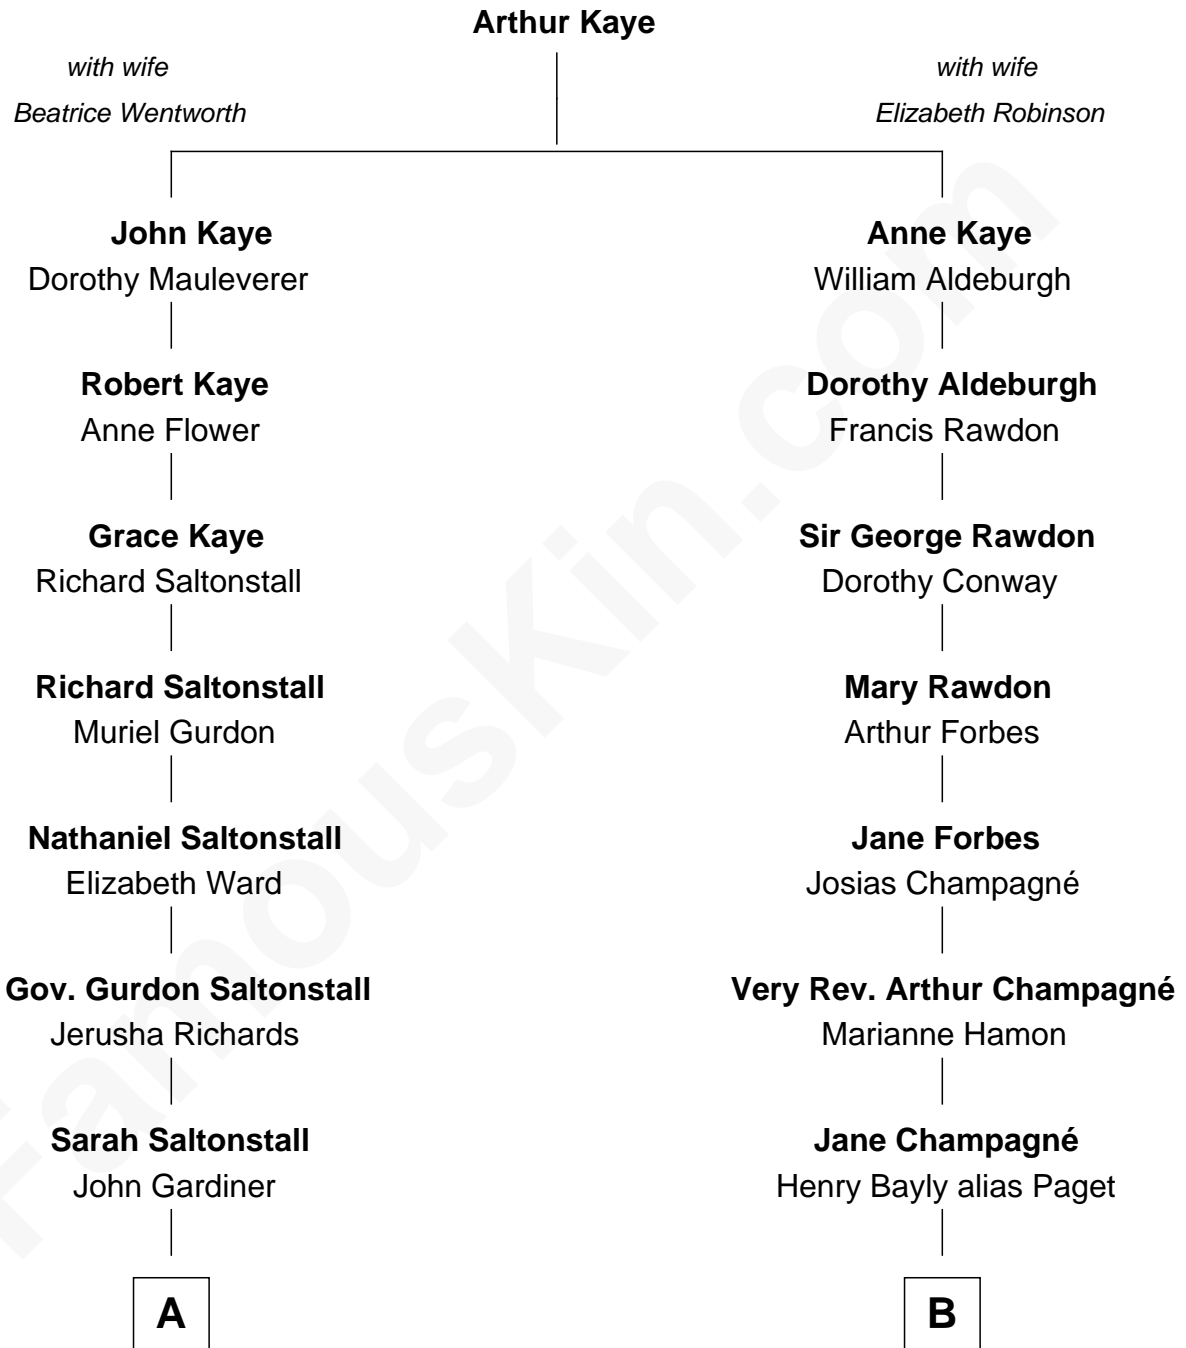 Arthur Kaye
with wife
Beatrice Wentworth
with wife
Elizabeth Robinson
John Kaye
Dorothy Mauleverer
Anne Kaye
William Aldeburgh
Robert Kaye
Anne Flower
Dorothy Aldeburgh
Francis Rawdon
Grace Kaye
Richard Saltonstall
Sir George Rawdon
Dorothy Conway
Richard Saltonstall
Muriel Gurdon
Mary Rawdon
Arthur Forbes
Nathaniel Saltonstall
Elizabeth Ward
Jane Forbes
Josias Champagné
Gov. Gurdon Saltonstall
Jerusha Richards
Very Rev. Arthur Champagné
Marianne Hamon
Sarah Saltonstall
John Gardiner
Jane Champagné
Henry Bayly alias Paget
A
B
FamousKin.com